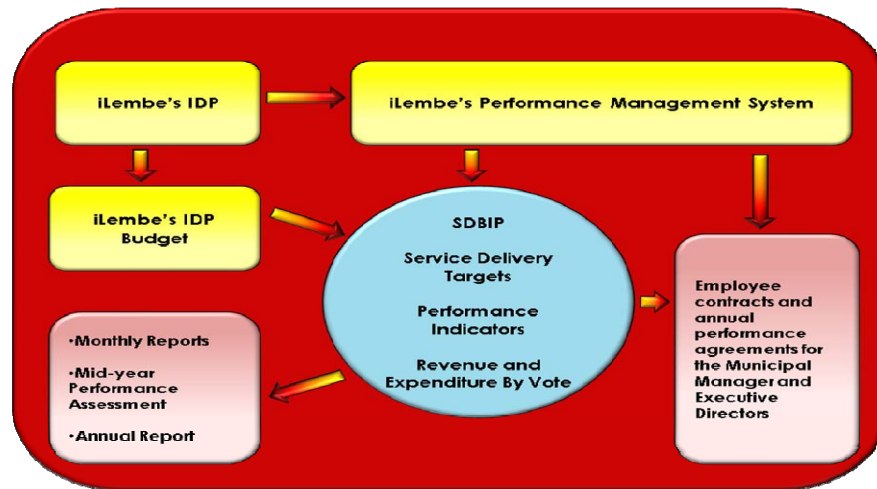 iLembe's IDP
iLembe's Performance Management System
iLembe's IDP
Budget
SDBIP
Service Delivery
Targets
Performance
Indicators
Revenue and
Expenditure By Vote
Employee
contracts and
annual
performance
agreements for
the Municipal
Manager and
Executive
Directors
•Monthly Reports
•Mid-year
Performance
Assessment
•Annual Report